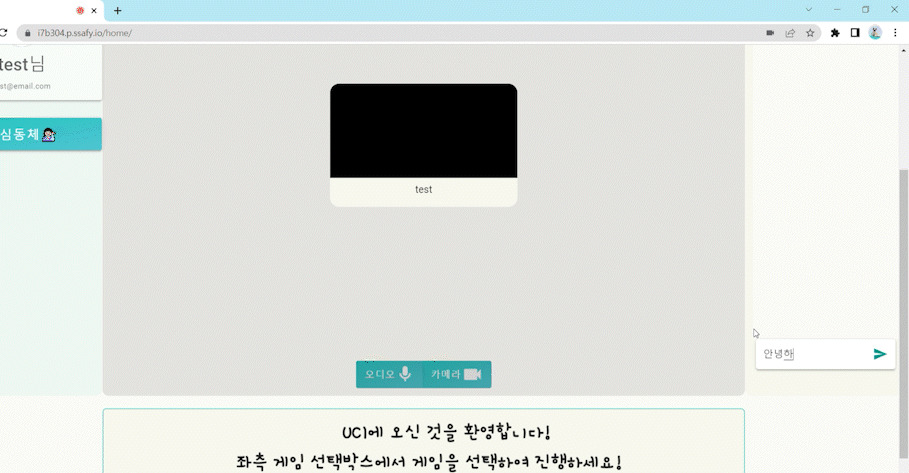 i7b304.p.ssafy.io/home/
test님
st@email.com
심동체
test
안녕하
오디오
카메라
UCI에 오신 것을 환영합니다!
좌측 게임 선택박스에서 게임을 선택하여 진행하세요!